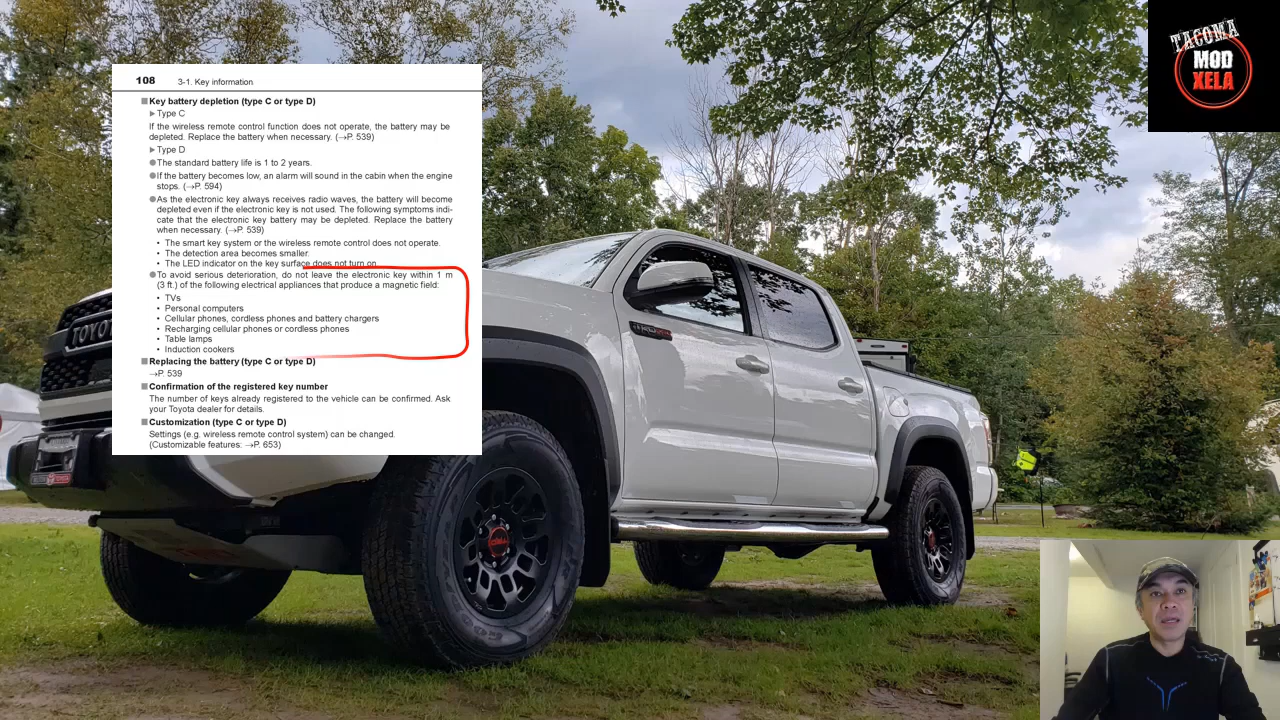 108 3-1. Key information
■Key battery depletion (type C or type D)
▶Type C
If the wireless remote control function does not operate, the battery may be
depleted. Replace the battery when necessary. (→P. 539)
▶Type D
●The standard battery life is 1 to 2 years.
●If the battery becomes low, an alarm will sound in the cabin when the engine
stops. (→P. 594)
●As the electronic key always receives radio waves, the battery will become
depleted even if the electronic key is not used. The following symptoms indi-
cate that the electronic key battery may be depleted. Replace the battery
when necessary. (→P. 539)
• The smart key system or the wireless remote control does not operate.
• The detection area becomes smaller.
• The LED indicator on the key surface does not turn on.
●To avoid serious deterioration, do not leave the electronic key within 1 m
(3 ft.) of the following electrical appliances that produce a magnetic field:
• TVs
• Personal computers
• Cellular phones, cordless phones and battery chargers
• Recharging cellular phones or cordless phones
• Table lamps
• Induction cookers
■Replacing the battery (type C or type D)
→P. 539
■Confirmation of the registered key number
The number of keys already registered to the vehicle can be confirmed. Ask
your Toyota dealer for details.
■Customization (type C or type D)
Settings (e.g. wireless remote control system) can be changed.
(Customizable features: →P. 653)
TACOMA
MOD
XELA
TOYOTA
TRD